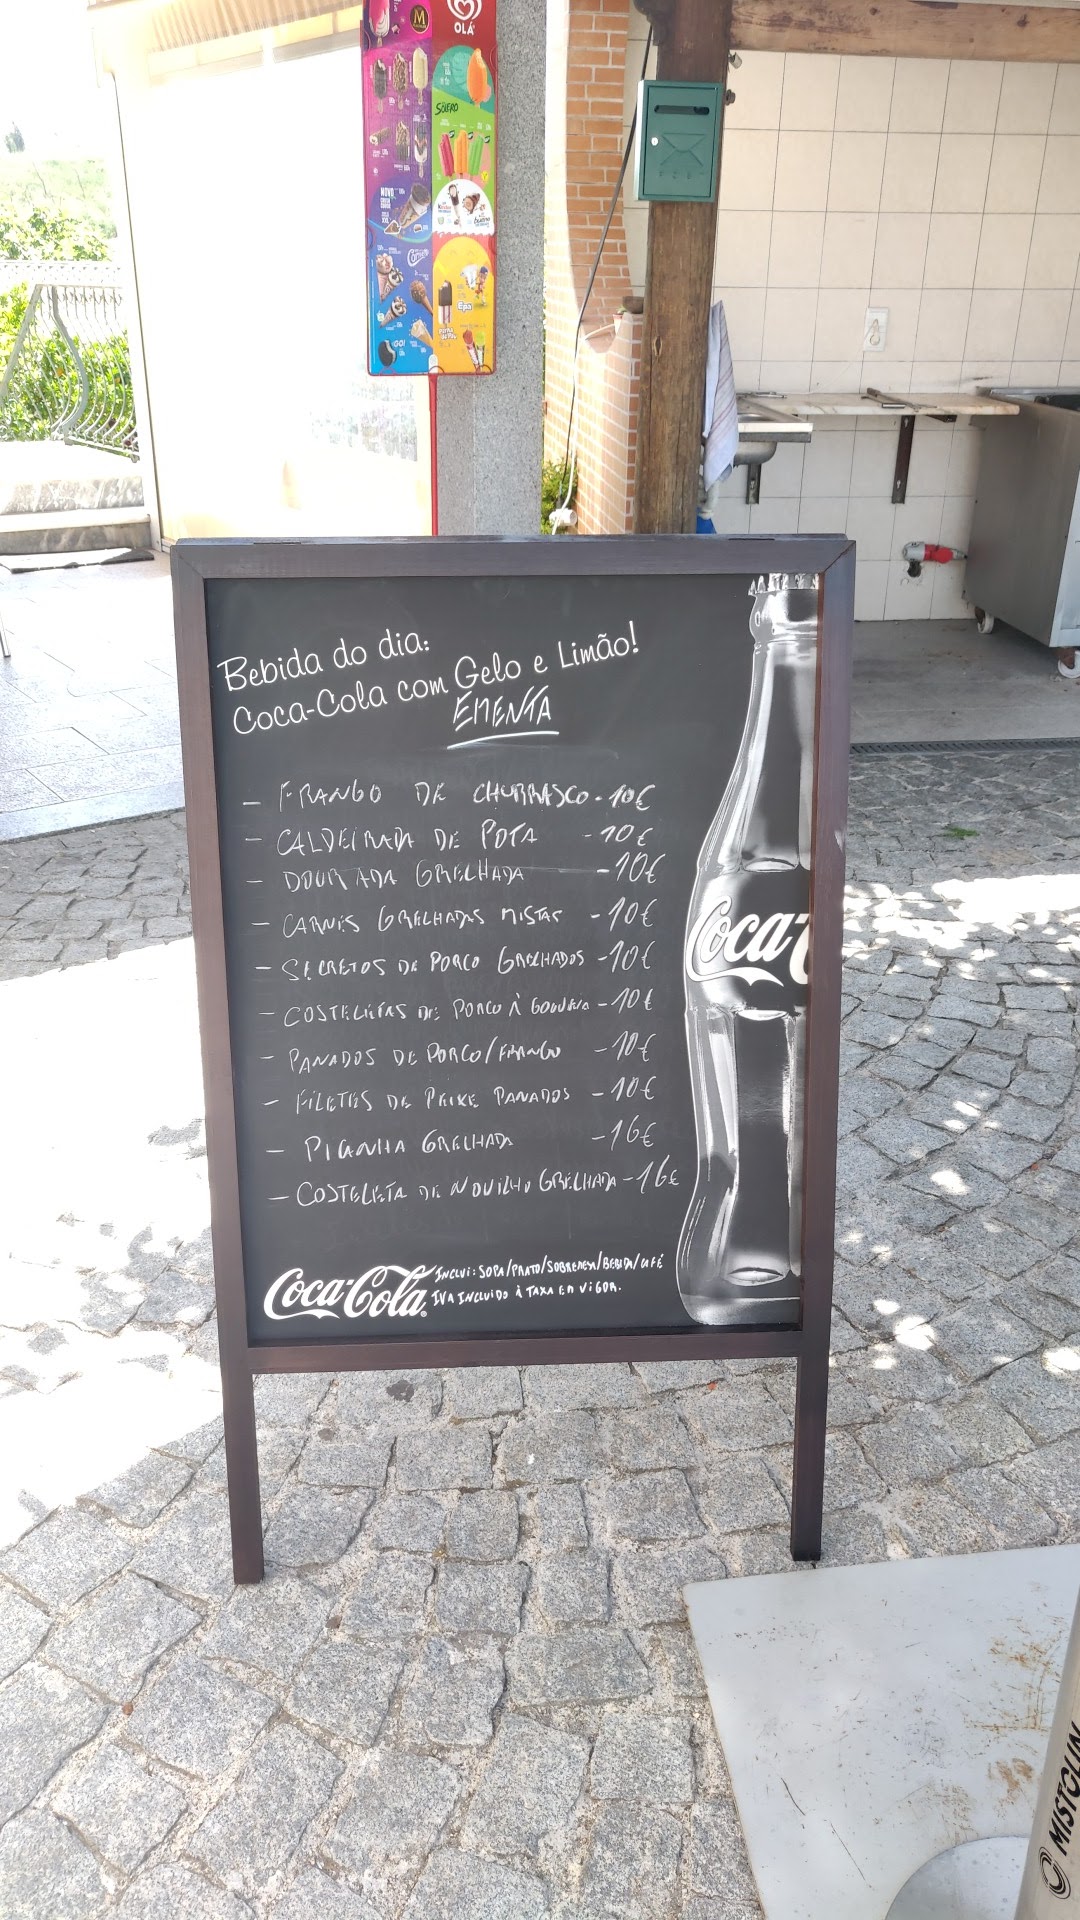 M
OLÁ
SOLERO
Bebida do dia:
Coca-Cola com Gelo e Limão!
EMENTA
- FRANGO DE CHURRASCO - 10€
- CALDEIRADA DE POTA - 10€
- DOURADA GRELHADA - 10€
- CARNES GRELHADAS MISTAS - 10€
- SECRETOS DE PORCO GRELHADOS - 10€
- COSTELETAS DE PORCO À - 10€
- PANADOS DE PORCO/FRANGO - 10€
- FILETES DE PEIXE PANADOS - 10€
- PICANHA GRELHADA - 16€
- COSTELETA DE NOVILHO GRELHADA - 16€
Coca-C
Coca-Cola
INCLUI: SOPA/PRATO/SOBREMESA/BEBIDA/CAFÉ
IVA INCLUIDO À TAXA EM VIGOR.
MISTOLIN